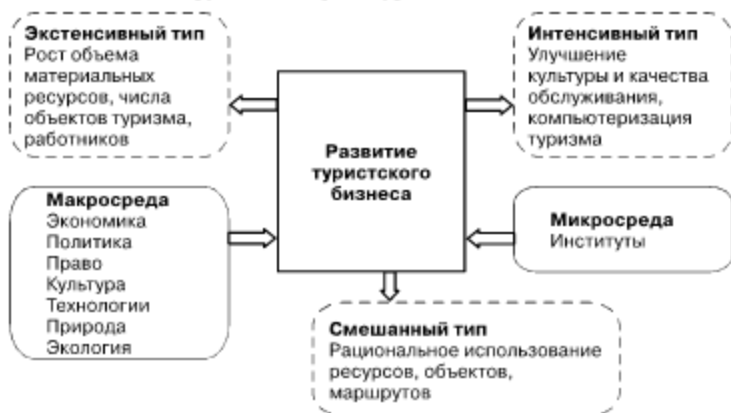 Экстенсивный тип
Рост объема
материальных
ресурсов, числа
объектов туризма,
работников
Интенсивный тип
Улучшение
культуры и качества
обслуживания,
компьютеризация
туризма
Развитие
туристского
бизнеса
Макросреда
Экономика
Политика
Право
Культура
Технологии
Природа
Экология
Микросреда
Институты
Смешанный тип
Рациональное использование
ресурсов, объектов,
маршрутов